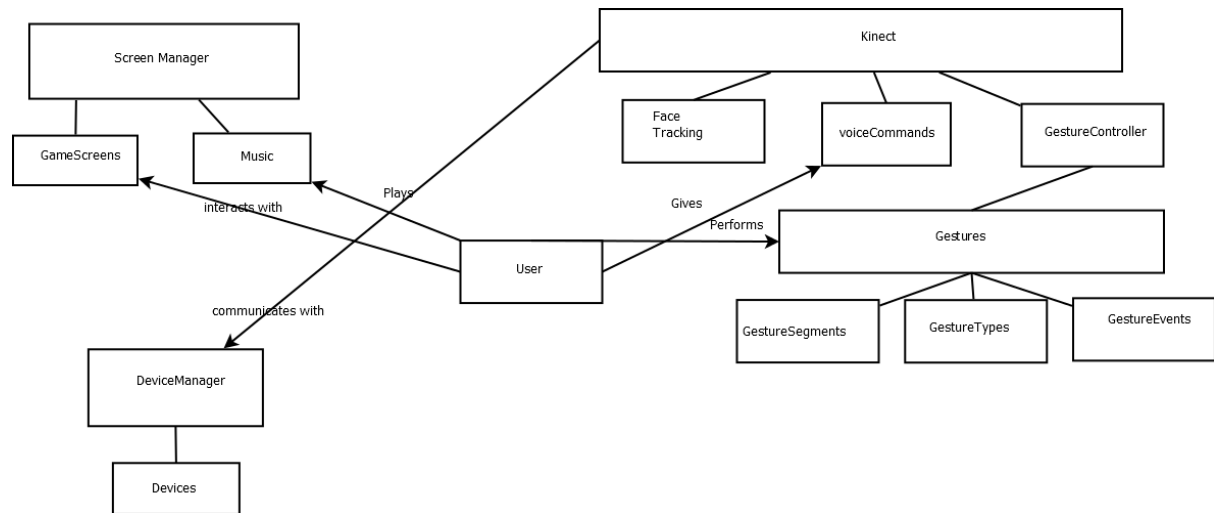 Kinect
Screen Manager
Face
Tracking
voiceCommands
GestureController
GameScreens
Music
Plays
interacts with
Gives
Performs
Gestures
User
communicates with
GestureSegments
GestureTypes
GestureEvents
DeviceManager
Devices